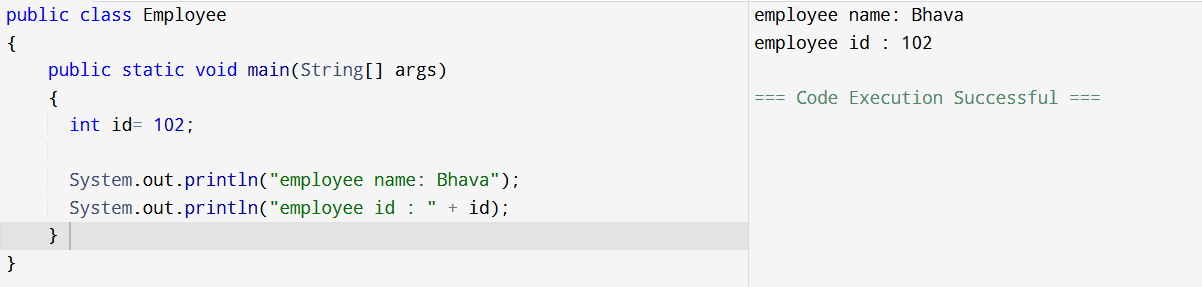 public class Employee
{
    public static void main(String[] args)
    {
      int id= 102;

      System.out.println("employee name: Bhava");
      System.out.println("employee id : " + id);
    }
}
employee name: Bhava
employee id : 102

=== Code Execution Successful ===